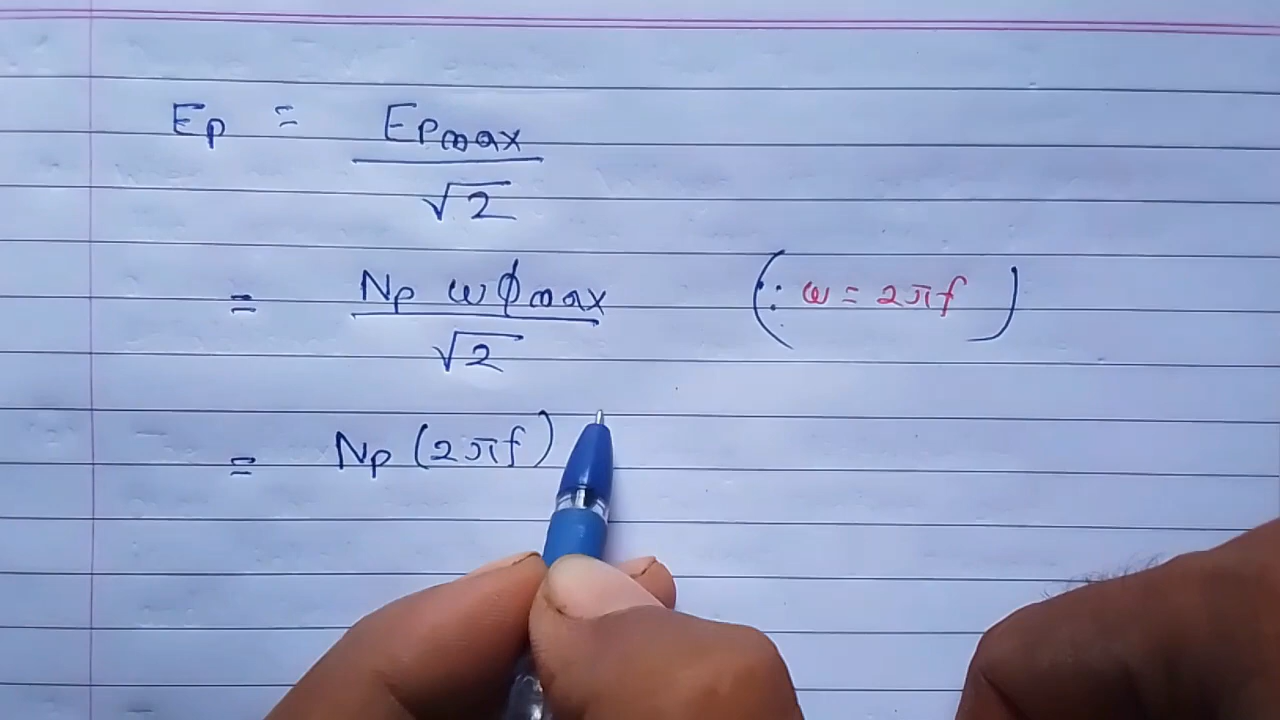 Ep = Epmax
√2
= Np ωϕmax (∵ ω = 2πf)
√2
= Np (2πf)